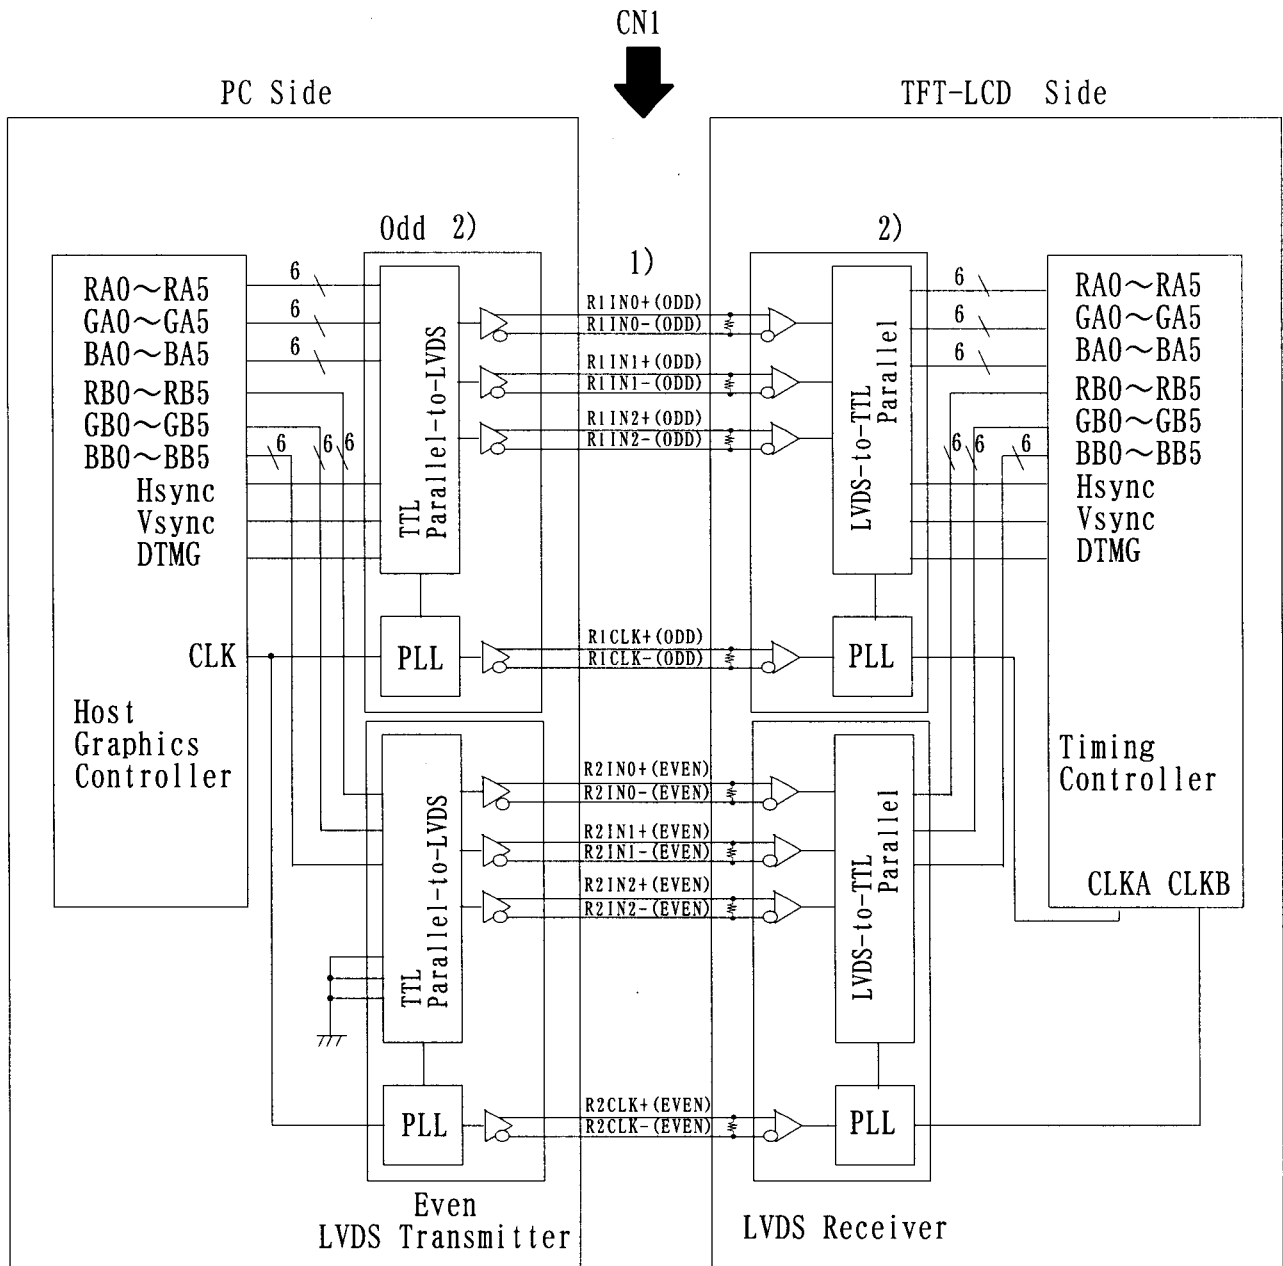 CN1
PC Side
TFT-LCD Side
Odd 2)
1)
2)
RA0～RA5
GA0～GA5
BA0～BA5
RB0～RB5
GB0～GB5
BB0～BB5
Hsync
Vsync
DTMG
CLK
Host
Graphics
Controller
6
6
6
6
6
6
TTL
Parallel-to-LVDS
PLL
R1IN0+(ODD)
R1IN0-(ODD)
R1IN1+(ODD)
R1IN1-(ODD)
R1IN2+(ODD)
R1IN2-(ODD)
R1CLK+(ODD)
R1CLK-(ODD)
LVDS-to-TTL
Parallel
PLL
6
6
6
6
6
6
RA0～RA5
GA0～GA5
BA0～BA5
RB0～RB5
GB0～GB5
BB0～BB5
Hsync
Vsync
DTMG
Timing
Controller
CLKA CLKB
TTL
Parallel-to-LVDS
PLL
R2IN0+(EVEN)
R2IN0-(EVEN)
R2IN1+(EVEN)
R2IN1-(EVEN)
R2IN2+(EVEN)
R2IN2-(EVEN)
R2CLK+(EVEN)
R2CLK-(EVEN)
LVDS-to-TTL
Parallel
PLL
Even
LVDS Transmitter
LVDS Receiver